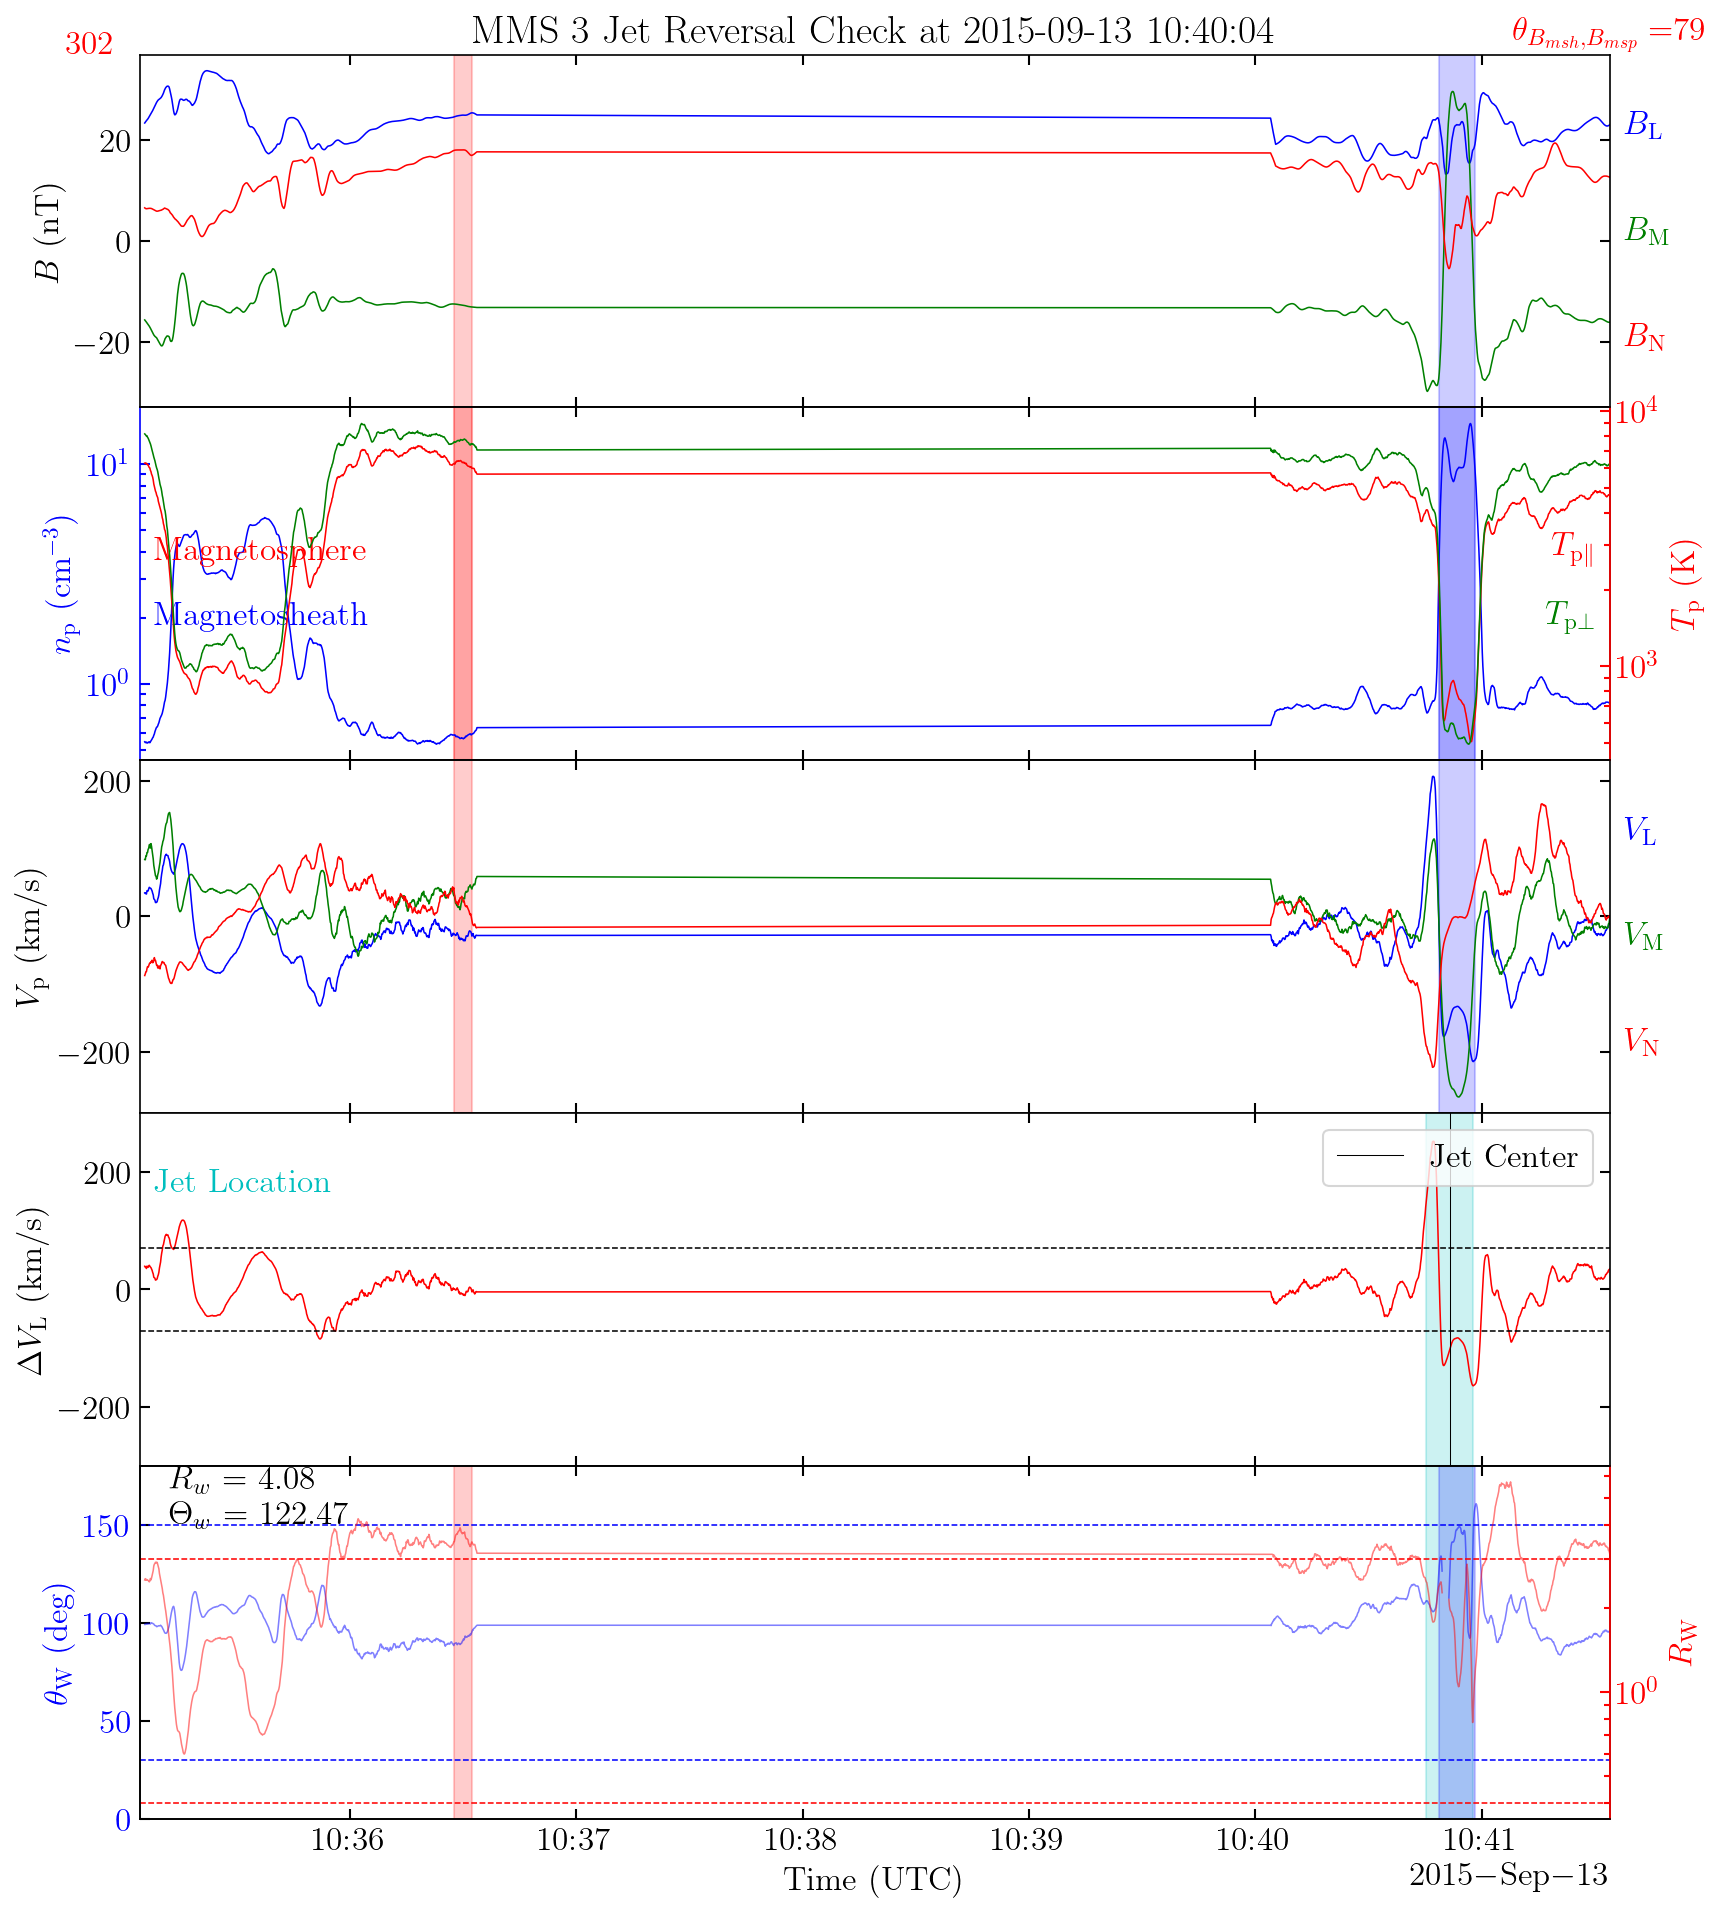 302
MMS 3 Jet Reversal Check at 2015-09-13 10:40:04
θ_{B_{msh},B_{msp}} =79
B (nT)
20
0
−20
B_L
B_M
B_N
n_p (cm^{−3})
10^1
10^0
Magnetosphere
Magnetosheath
T_{p∥}
T_{p⊥}
10^4
10^3
T_p (K)
V_p (km/s)
200
0
−200
V_L
V_M
V_N
ΔV_L (km/s)
200
0
−200
Jet Location
Jet Center
R_w = 4.08
Θ_w = 122.47
θ_W (deg)
150
100
50
0
10^0
R_W
10:36 10:37 10:38 10:39 10:40 10:41
Time (UTC)
2015−Sep−13